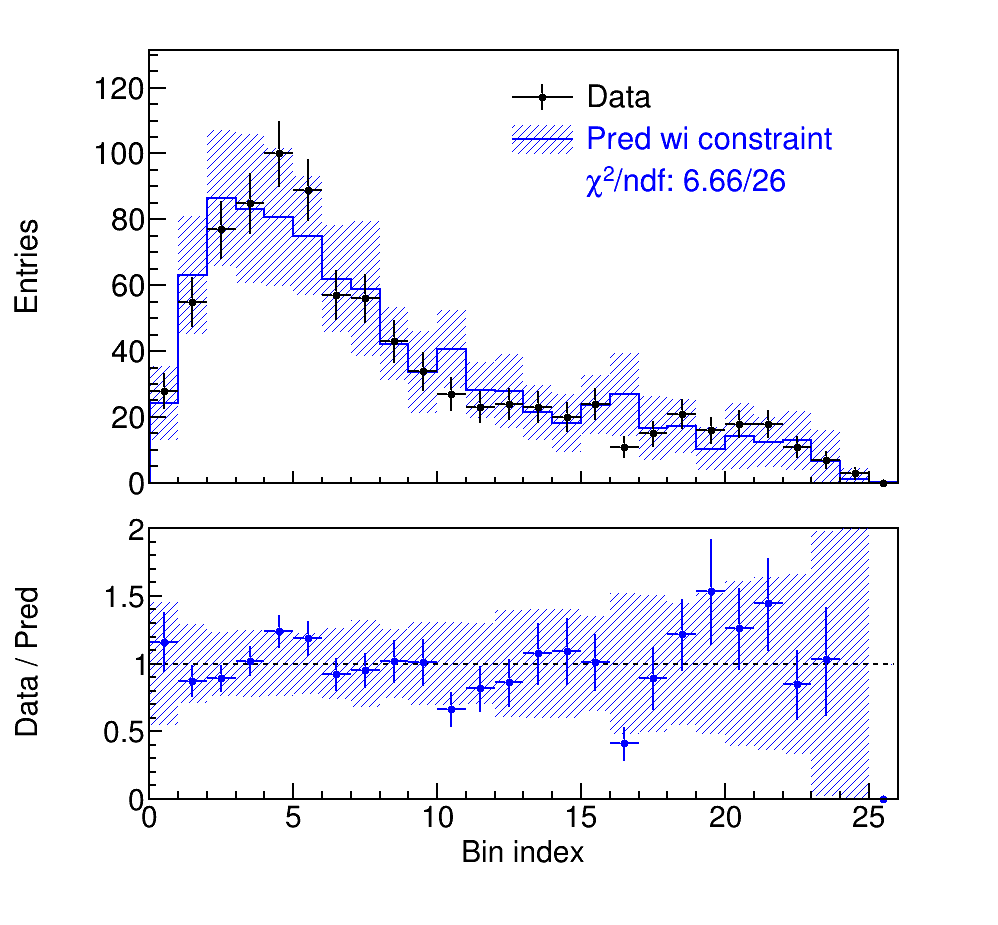 120
100
80
60
40
20
0
Entries
Data
Pred wi constraint
χ²/ndf: 6.66/26
2
1.5
1
0.5
0
Data / Pred
0 5 10 15 20 25
Bin index